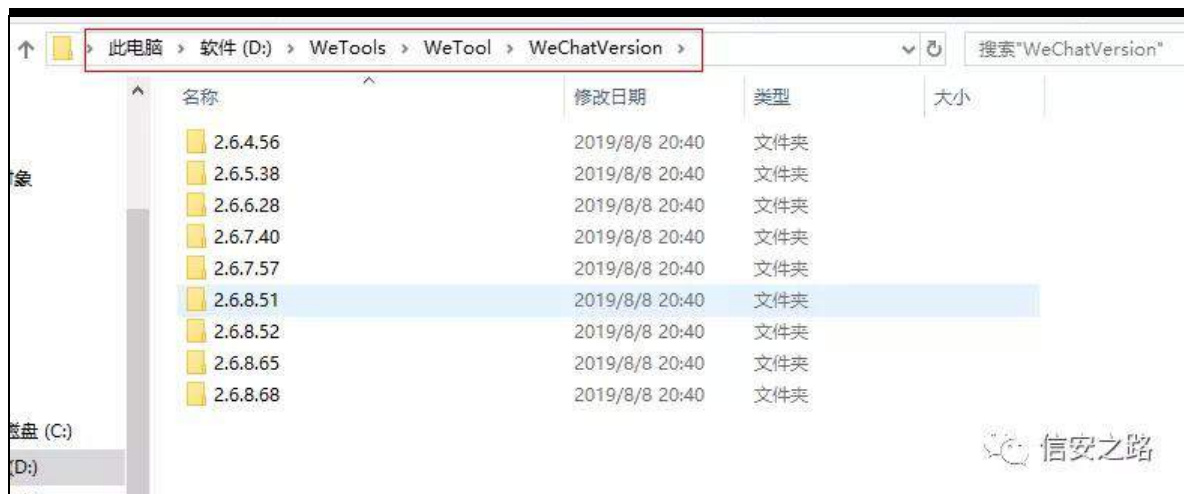 此电脑 › 软件 (D:) › WeTools › WeTool › WeChatVersion ›
搜索"WeChatVersion"
名称 修改日期 类型 大小
2.6.4.56 2019/8/8 20:40 文件夹
2.6.5.38 2019/8/8 20:40 文件夹
对象
2.6.6.28 2019/8/8 20:40 文件夹
2.6.7.40 2019/8/8 20:40 文件夹
2.6.7.57 2019/8/8 20:40 文件夹
2.6.8.51 2019/8/8 20:40 文件夹
2.6.8.52 2019/8/8 20:40 文件夹
2.6.8.65 2019/8/8 20:40 文件夹
2.6.8.68 2019/8/8 20:40 文件夹
磁盘 (C:)
(D:)
信安之路